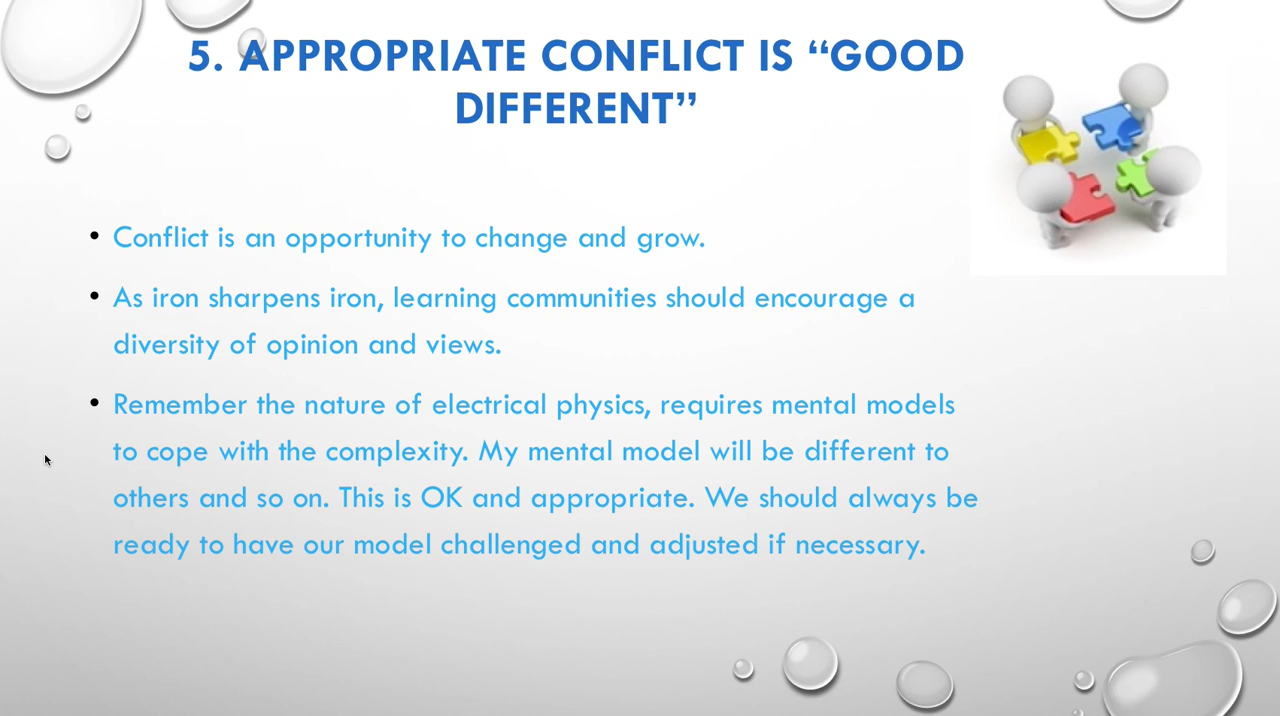 5. APPROPRIATE CONFLICT IS “GOOD
DIFFERENT”
• Conflict is an opportunity to change and grow.
• As iron sharpens iron, learning communities should encourage a
diversity of opinion and views.
• Remember the nature of electrical physics, requires mental models
to cope with the complexity. My mental model will be different to
others and so on. This is OK and appropriate. We should always be
ready to have our model challenged and adjusted if necessary.